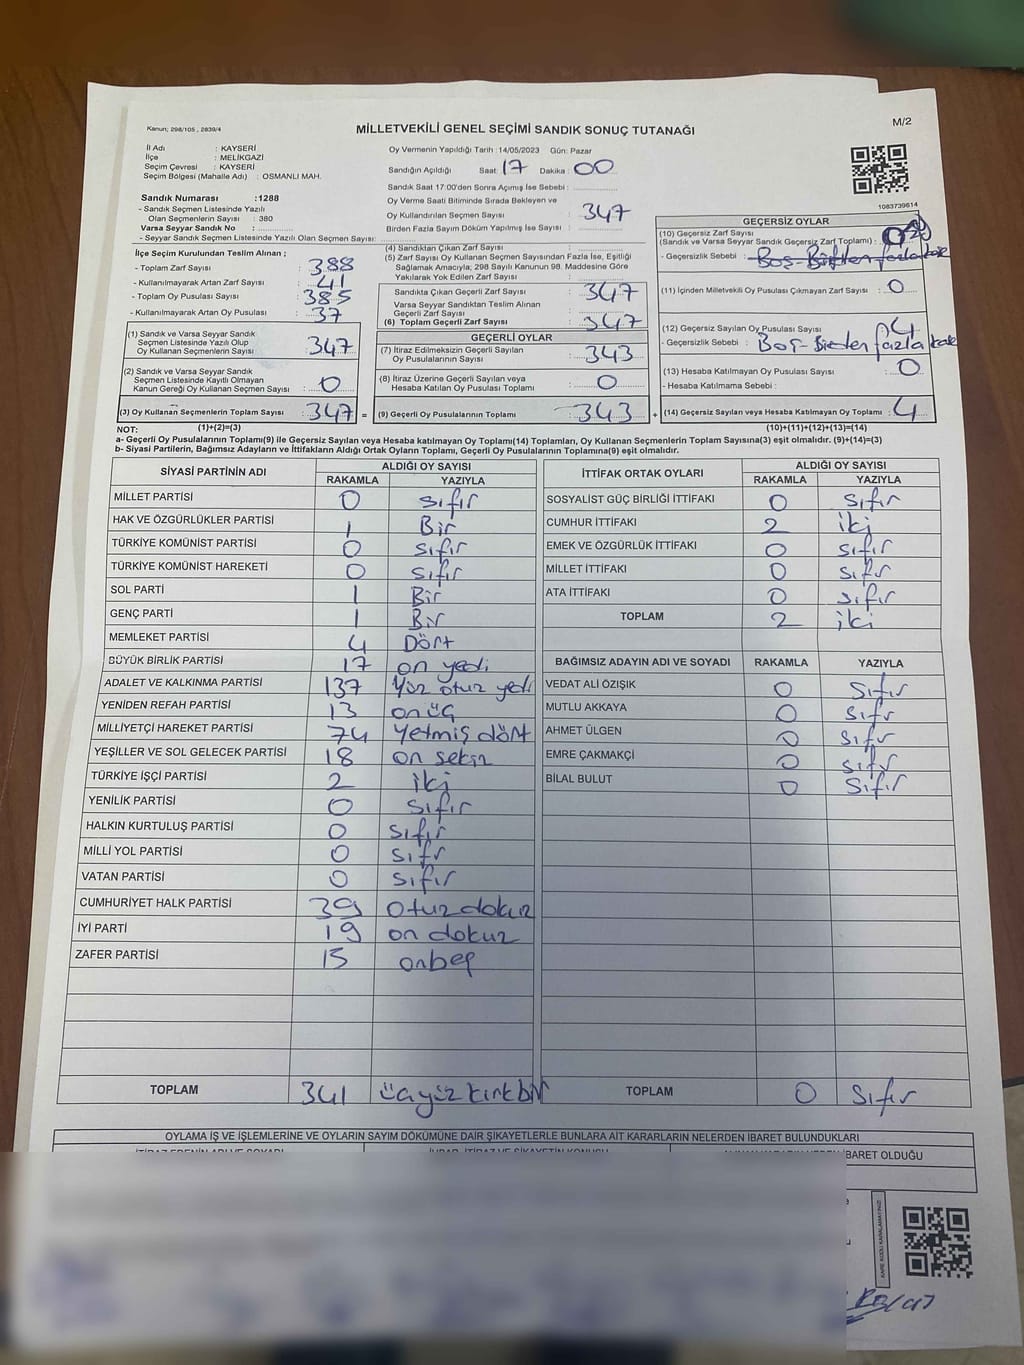 Kanun; 298/105 , 2839/4
MİLLETVEKİLİ GENEL SEÇİMİ SANDIK SONUÇ TUTANAĞI
M/2
İl Adı : KAYSERİ
İlçe : MELİKGAZİ
Seçim Çevresi : KAYSERİ
Seçim Bölgesi (Mahalle Adı) : OSMANLI MAH.
Sandık Numarası :1288
- Sandık Seçmen Listesinde Yazılı
Olan Seçmenlerin Sayısı : 380
Varsa Seyyar Sandık No :
- Seyyar Sandık Seçmen Listesinde Yazılı Olan Seçmen Sayısı:
Oy Vermenin Yapıldığı Tarih :14/05/2023 Gün: Pazar
Sandığın Açıldığı Saat: 17 Dakika : 00
Sandık Saat 17:00'den Sonra Açımış İse Sebebi :
Oy Verme Saati Bitiminde Sırada Bekleyen ve
Oy Kullandırılan Seçmen Sayısı : 347
Birden Fazla Sayım Döküm Yapılmış İse Sayısı :
1083739614
İlçe Seçim Kurulundan Teslim Alınan ;
- Toplam Zarf Sayısı : 388
- Kullanılmayarak Artan Zarf Sayısı : 41
- Toplam Oy Pusulası Sayısı : 385
- Kullanılmayarak Artan Oy Pusulası : 37
(1) Sandık ve Varsa Seyyar Sandık
Seçmen Listesinde Yazılı Olup
Oy Kullanan Seçmenlerin Sayısı : 347
(2) Sandık ve Varsa Seyyar Sandık
Seçmen Listesinde Kayıtlı Olmayan
Kanun Gereği Oy Kullanan Seçmen Sayısı : 0
(3) Oy Kullanan Seçmenlerin Toplam Sayısı : 347 =
(4) Sandıktan Çıkan Zarf Sayısı :
(5) Zarf Sayısı Oy Kullanan Seçmen Sayısından Fazla İse, Eşitliği
Sağlamak Amacıyla; 298 Sayılı Kanunun 98. Maddesine Göre
Yakılarak Yok Edilen Zarf Sayısı :
Sandıkta Çıkan Geçerli Zarf Sayısı : 347
Varsa Seyyar Sandıktan Teslim Alınan
Geçerli Zarf Sayısı :
(6) Toplam Geçerli Zarf Sayısı : 347
GEÇERLİ OYLAR
(7) İtiraz Edilmeksizin Geçerli Sayılan
Oy Pusulalarının Sayısı : 343
(8) İtiraz Üzerine Geçerli Sayılan veya
Hesaba Katılan Oy Pusulası Toplamı : 0
(9) Geçerli Oy Pusulalarının Toplamı : 343 +
GEÇERSİZ OYLAR
(10) Geçersiz Zarf Sayısı
(Sandık ve Varsa Seyyar Sandık Geçersiz Zarf Toplamı) :
- Geçersizlik Sebebi : Boş - Birden fazla
(11) İçinden Milletvekili Oy Pusulası Çıkmayan Zarf Sayısı : 0
(12) Geçersiz Sayılan Oy Pusulası Sayısı : 4
- Geçersizlik Sebebi : Boş - Birden fazla
(13) Hesaba Katılmayan Oy Pusulası Sayısı : 0
- Hesaba Katılmama Sebebi :
(14) Geçersiz Sayılan veya Hesaba Katılmayan Oy Toplamı : 4
NOT: (1)+(2)=(3) (10)+(11)+(12)+(13)=(14)
a- Geçerli Oy Pusulalarının Toplamı(9) ile Geçersiz Sayılan veya Hesaba katılmayan Oy Toplamı(14) Toplamları, Oy Kullanan Seçmenlerin Toplam Sayısına(3) eşit olmalıdır. (9)+(14)=(3)
b- Siyasi Partilerin, Bağımsız Adayların ve İttifakların Aldığı Ortak Oyların Toplamı, Geçerli Oy Pusulalarının Toplamına(9) eşit olmalıdır.
SİYASİ PARTİNİN ADI ALDIĞI OY SAYISI
RAKAMLA YAZIYLA
MİLLET PARTİSİ 0 sıfır
HAK VE ÖZGÜRLÜKLER PARTİSİ 1 Bir
TÜRKİYE KOMÜNİST PARTİSİ 0 sıfır
TÜRKİYE KOMÜNİST HAREKETİ 0 sıfır
SOL PARTİ 1 Bir
GENÇ PARTİ 1 Bir
MEMLEKET PARTİSİ 4 Dört
BÜYÜK BİRLİK PARTİSİ 17 on yedi
ADALET VE KALKINMA PARTİSİ 137 Yüz otuz yedi
YENİDEN REFAH PARTİSİ 13 onüç
MİLLİYETÇİ HAREKET PARTİSİ 74 Yetmiş dört
YEŞİLLER VE SOL GELECEK PARTİSİ 18 on sekiz
TÜRKİYE İŞÇİ PARTİSİ 2 iki
YENİLİK PARTİSİ 0 sıfır
HALKIN KURTULUŞ PARTİSİ 0 sıfır
MİLLİ YOL PARTİSİ 0 sıfır
VATAN PARTİSİ 0 sıfır
CUMHURİYET HALK PARTİSİ 39 otuz dokuz
İYİ PARTİ 19 on dokuz
ZAFER PARTİSİ 15 onbeş
TOPLAM 341 üçyüz kırk bir
İTTİFAK ORTAK OYLARI ALDIĞI OY SAYISI
RAKAMLA YAZIYLA
SOSYALİST GÜÇ BİRLİĞİ İTTİFAKI 0 sıfır
CUMHUR İTTİFAKI 2 iki
EMEK VE ÖZGÜRLÜK İTTİFAKI 0 sıfır
MİLLET İTTİFAKI 0 sıfır
ATA İTTİFAKI 0 sıfır
TOPLAM 2 iki
BAĞIMSIZ ADAYIN ADI VE SOYADI RAKAMLA YAZIYLA
VEDAT ALİ ÖZIŞIK 0 Sıfır
MUTLU AKKAYA 0 sıfır
AHMET ÜLGEN 0 sıfır
EMRE ÇAKMAKÇİ 0 sıfır
BİLAL BULUT 0 sıfır
TOPLAM 0 sıfır
OYLAMA İŞ VE İŞLEMLERİNE VE OYLARIN SAYIM DÖKÜMÜNE DAİR ŞİKAYETLERLE BUNLARA AİT KARARLARIN NELERDEN İBARET BULUNDUKLARI
İBARET OLDUĞU
KARE KODU KARALAMAYINIZ!